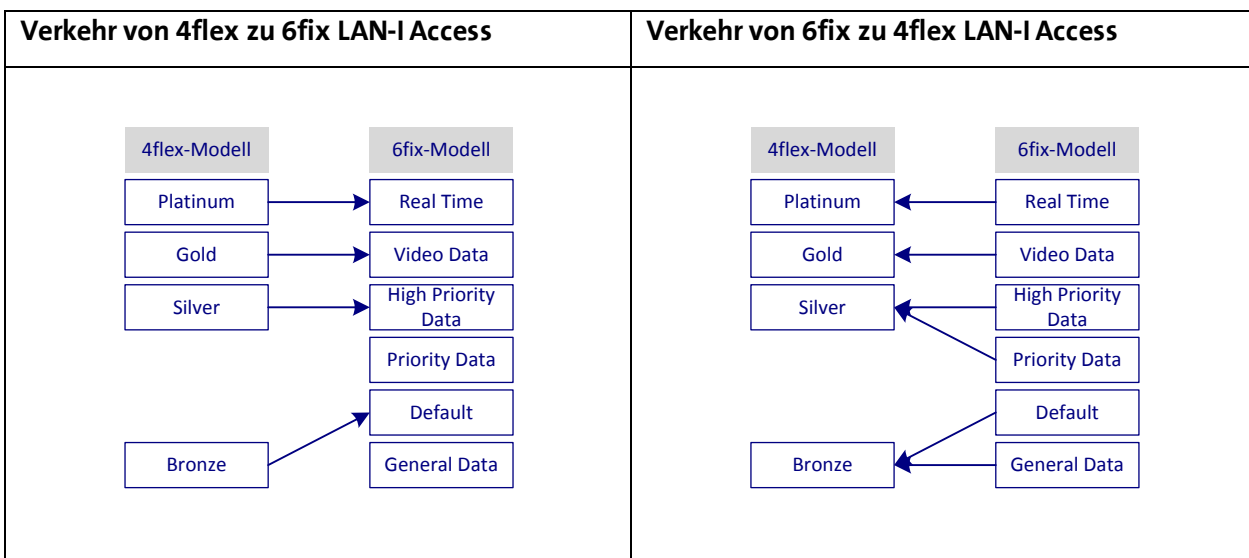 Verkehr von 4flex zu 6fix LAN-I Access
Verkehr von 6fix zu 4flex LAN-I Access
4flex-Modell
6fix-Modell
Platinum
Real Time
Gold
Video Data
Silver
High Priority
Data
Priority Data
Default
Bronze
General Data
4flex-Modell
6fix-Modell
Platinum
Real Time
Gold
Video Data
Silver
High Priority
Data
Priority Data
Default
Bronze
General Data